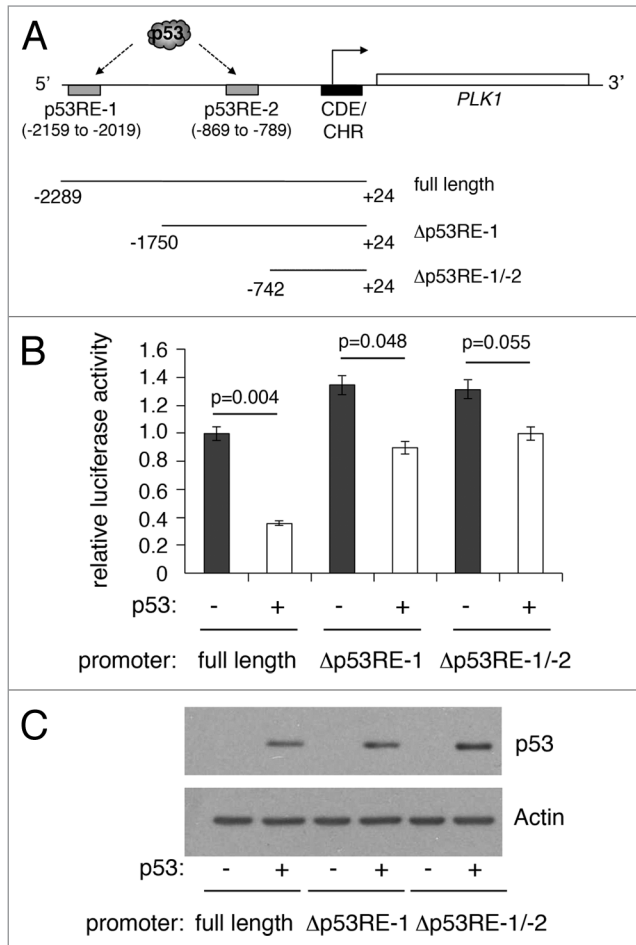 A
p53
5’ 3’
p53RE-1 p53RE-2 CDE/ PLK1
(-2159 to -2019) (-869 to -789) CHR
full length
-2289 +24
Δp53RE-1
-1750 +24
Δp53RE-1/-2
-742 +24
B
relative luciferase activity
1.6
1.4
1.2
1.0
0.8
0.6
0.4
0.2
0
p=0.004 p=0.048 p=0.055
p53: - + - + - +
promoter: full length Δp53RE-1 Δp53RE-1/-2
C
p53
Actin
p53: - + - + - +
promoter: full length Δp53RE-1 Δp53RE-1/-2